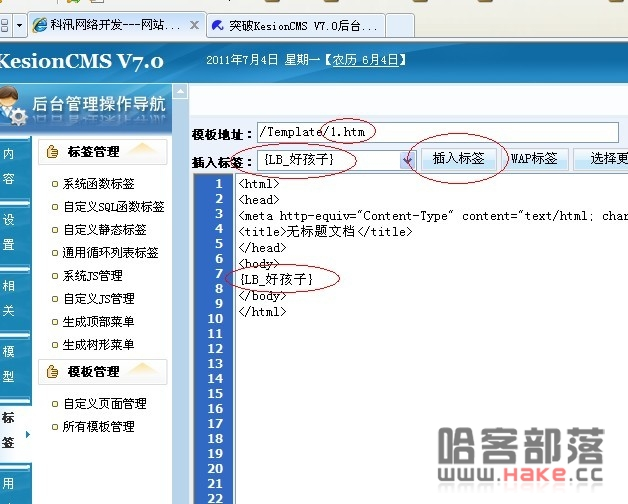 科汛网络开发---网站...
突破KesionCMS V7.0后台...
KesionCMS V7.0
2011年7月4日 星期一【农历 6月4日】
后台管理操作导航
模板地址:
/Template/1.htm
插入标签:
{LB_好孩子}
插入标签
WAP标签
选择更
内容
设置
相关
模型
标签
用
标签管理
系统函数标签
自定义SQL函数标签
自定义静态标签
通用循环列表标签
系统JS管理
自定义JS管理
生成顶部菜单
生成树形菜单
模板管理
自定义页面管理
所有模板管理
1 <html>
2 <head>
3 <meta http-equiv="Content-Type" content="text/html; char
4 <title>无标题文档</title>
5 </head>
6 <body>
7 {LB_好孩子}
8 </body>
9 </html>
10
11
12
13
14
15
16
17
18
19
20
21
22
哈客部落
www.HAKE.cc